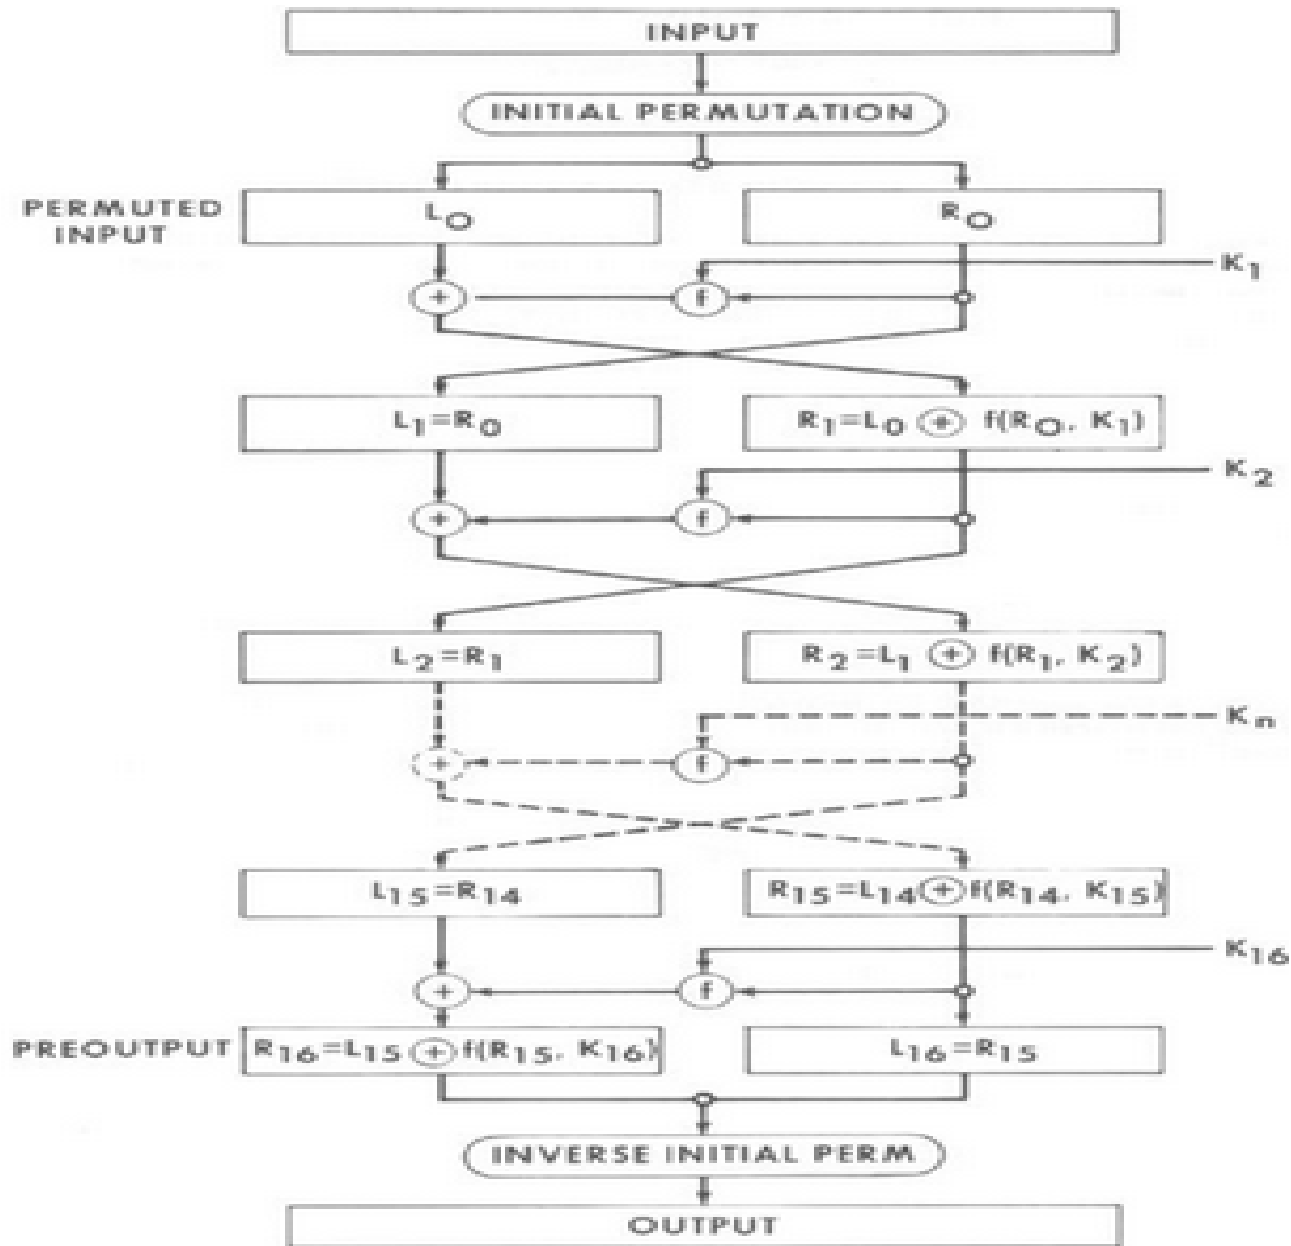 INPUT
INITIAL PERMUTATION
PERMUTED
INPUT
L₀
R₀
K₁
+
f
L₁=R₀
R₁=L₀ ⊕ f(R₀, K₁)
K₂
+
f
L₂=R₁
R₂=L₁ ⊕ f(R₁, K₂)
Kₙ
+
f
L₁₅=R₁₄
R₁₅=L₁₄⊕f(R₁₄, K₁₅)
K₁₆
+
f
PREOUTPUT
R₁₆=L₁₅⊕f(R₁₅, K₁₆)
L₁₆=R₁₅
INVERSE INITIAL PERM
OUTPUT